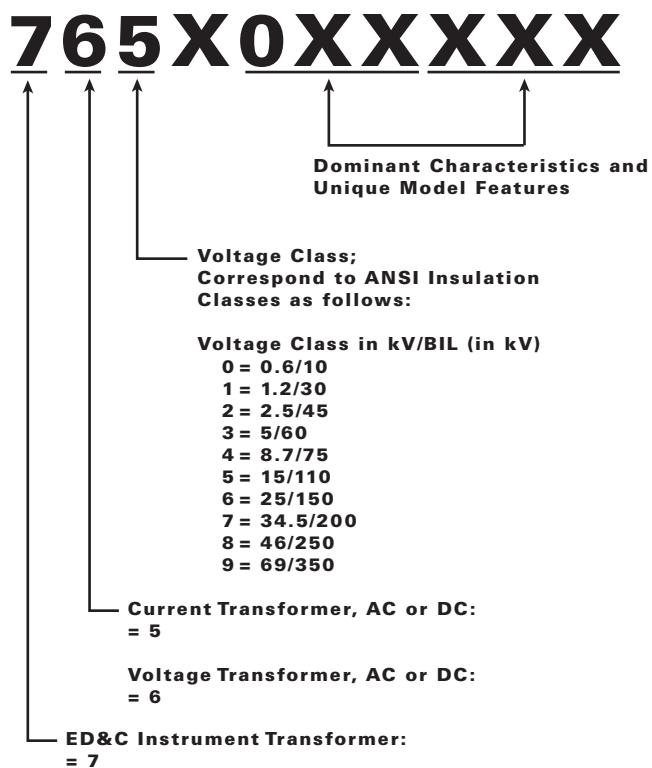 765X0XXXXXX
Dominant Characteristics and
Unique Model Features
Voltage Class;
Correspond to ANSI Insulation
Classes as follows:
Voltage Class in kV/BIL (in kV)
0 = 0.6/10
1 = 1.2/30
2 = 2.5/45
3 = 5/60
4 = 8.7/75
5 = 15/110
6 = 25/150
7 = 34.5/200
8 = 46/250
9 = 69/350
Current Transformer, AC or DC:
= 5
Voltage Transformer, AC or DC:
= 6
ED&C Instrument Transformer:
= 7